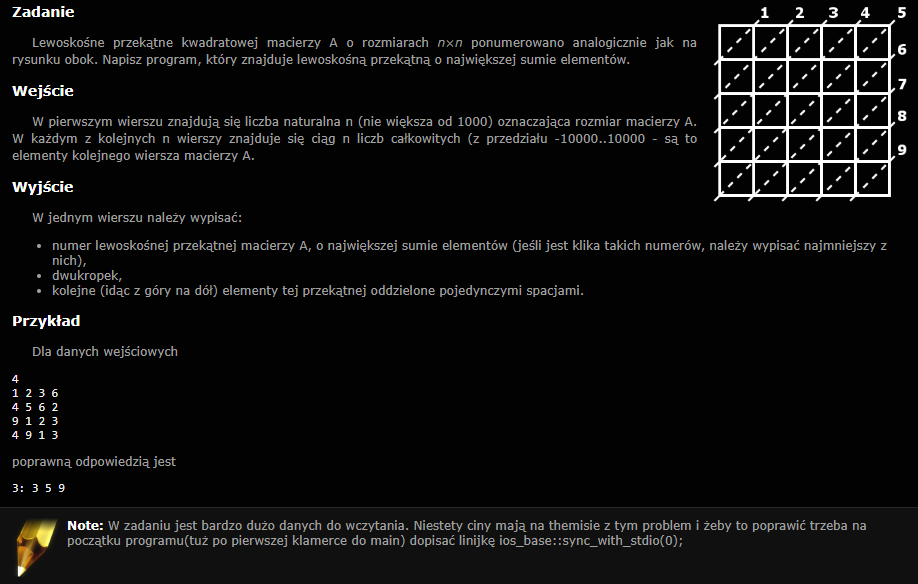 Zadanie
1 2 3 4 5
Lewoskośne przekątne kwadratowej macierzy A o rozmiarach n×n ponumerowano analogicznie jak na
rysunku obok. Napisz program, który znajduje lewoskośną przekątną o największej sumie elementów.
6
7
8
9
Wejście
W pierwszym wierszu znajdują się liczba naturalna n (nie większa od 1000) oznaczająca rozmiar macierzy A.
W każdym z kolejnych n wierszy znajduje się ciąg n liczb całkowitych (z przedziału -10000..10000 - są to
elementy kolejnego wiersza macierzy A.
Wyjście
W jednym wierszu należy wypisać:
• numer lewoskośnej przekątnej macierzy A, o największej sumie elementów (jeśli jest klika takich numerów, należy wypisać najmniejszy z
nich),
• dwukropek,
• kolejne (idąc z góry na dół) elementy tej przekątnej oddzielone pojedynczymi spacjami.
Przykład
Dla danych wejściowych
4
1 2 3 6
4 5 6 2
9 1 2 3
4 9 1 3
poprawną odpowiedzią jest
3: 3 5 9
Note: W zadaniu jest bardzo dużo danych do wczytania. Niestety ciny mają na themisie z tym problem i żeby to poprawić trzeba na
początku programu(tuż po pierwszej klamerce do main) dopisać linijkę ios_base::sync_with_stdio(0);